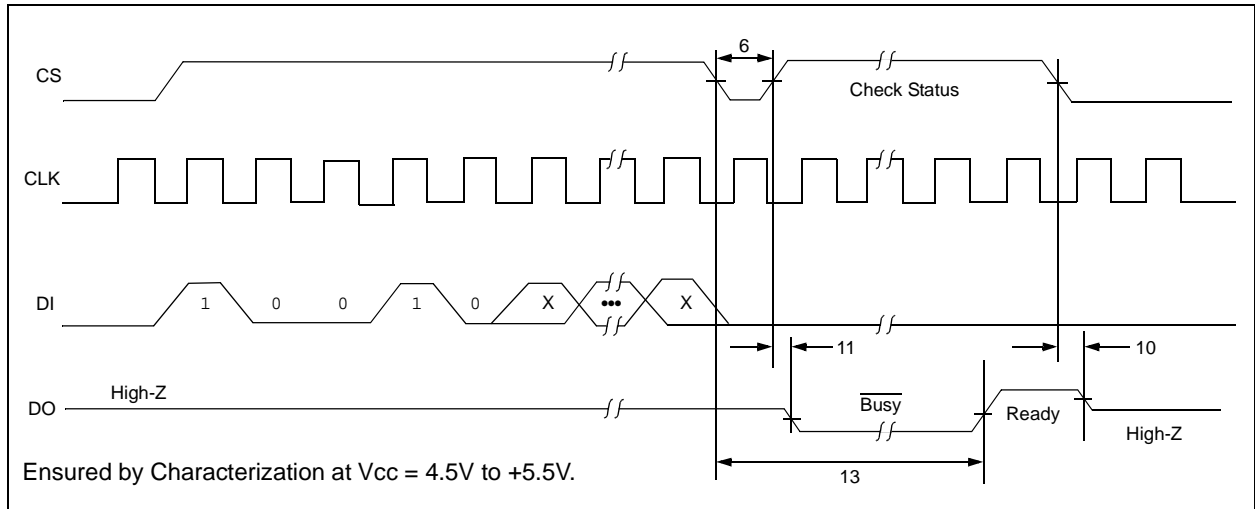 6
CS
Check Status
CLK
DI 1 0 0 1 0 X ••• X
11
10
High-Z
DO
Busy
Ready
High-Z
13
Ensured by Characterization at Vcc = 4.5V to +5.5V.